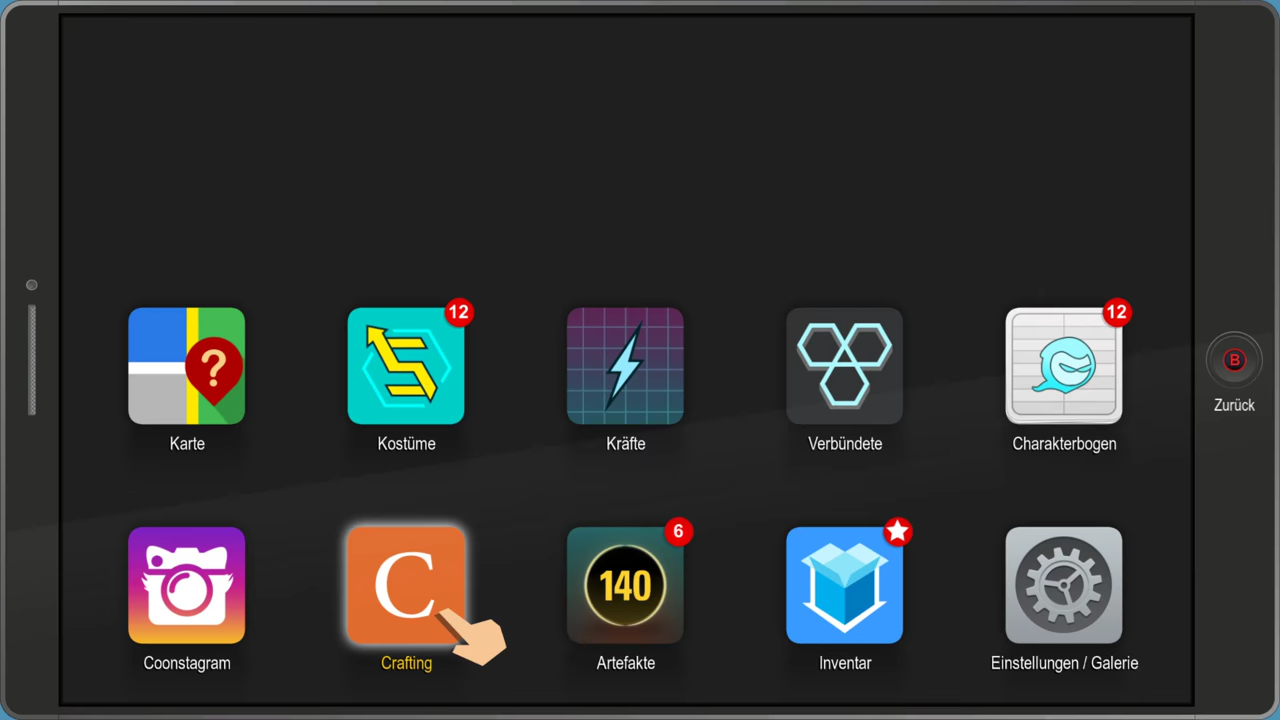 12
12
?
Karte
Kostüme
Kräfte
Verbündete
Charakterbogen
B
Zurück
6
C
140
Coonstagram
Crafting
Artefakte
Inventar
Einstellungen / Galerie